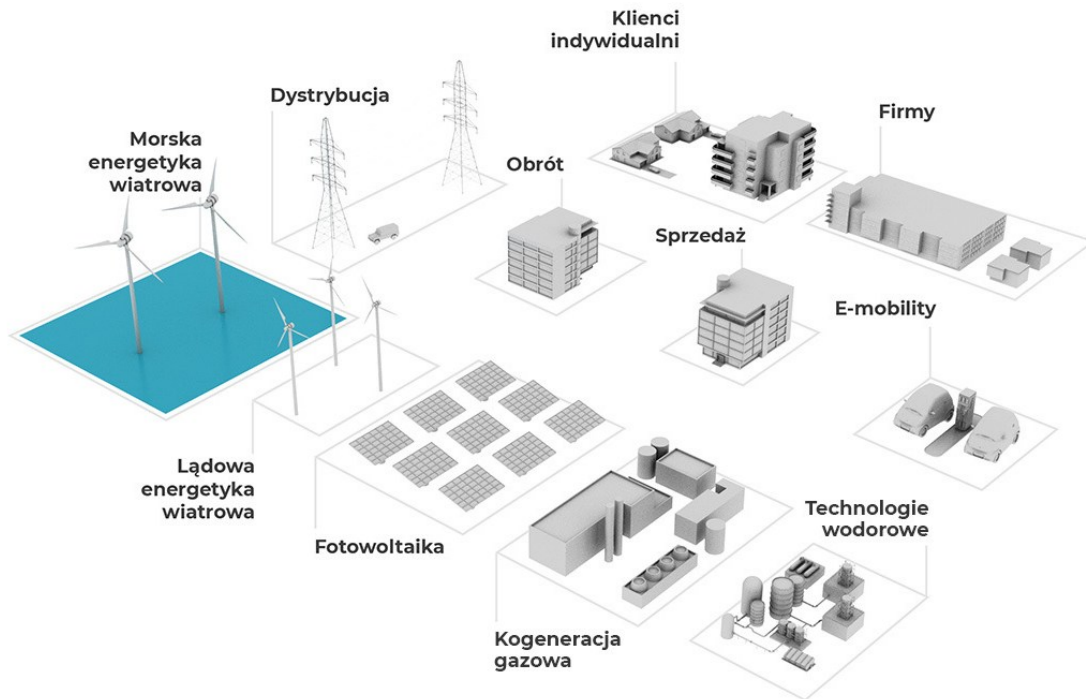 Klienci
indywidualni
Dystrybucja
Firmy
Morska
energetyka
wiatrowa
Obrót
Sprzedaż
E-mobility
Lądowa
energetyka
wiatrowa
Technologie
wodorowe
Fotowoltaika
Kogeneracja
gazowa